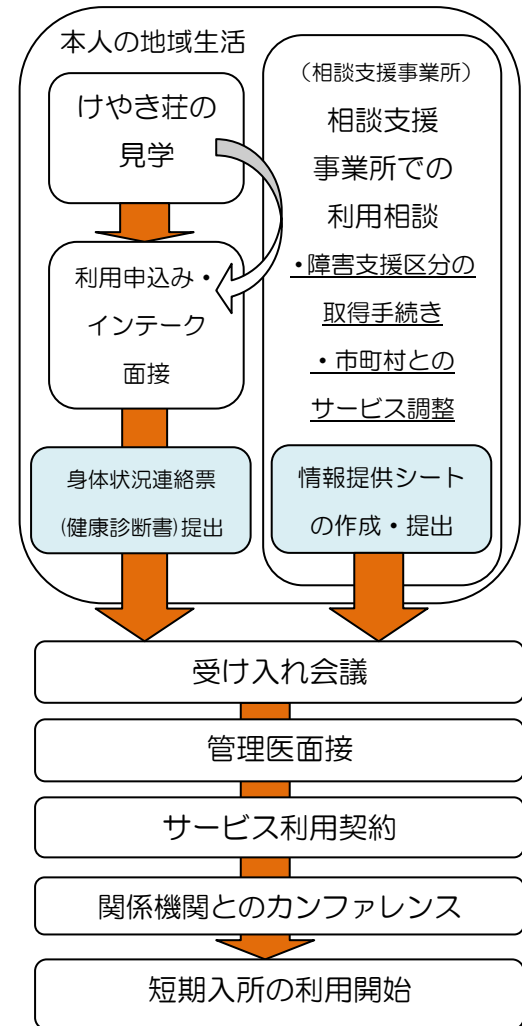 本人の地域生活
けやき荘の
見学
利用申込み・
インテーク
面接
身体状況連絡票
(健康診断書)提出
（相談支援事業所）
相談支援
事業所での
利用相談
・障害支援区分の
取得手続き
・市町村との
サービス調整
情報提供シート
の作成・提出
受け入れ会議
管理医面接
サービス利用契約
関係機関とのカンファレンス
短期入所の利用開始